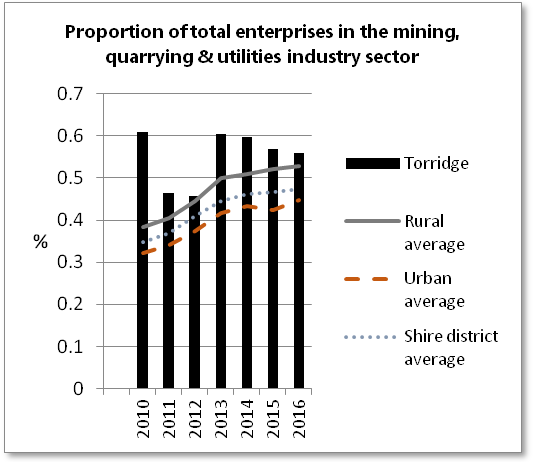 Proportion of total enterprises in the mining,
quarrying & utilities industry sector
0.7
0.6
0.5
0.4
0.3
0.2
0.1
0
%
2010
2011
2012
2013
2014
2015
2016
Torridge
Rural
average
Urban
average
Shire district
average